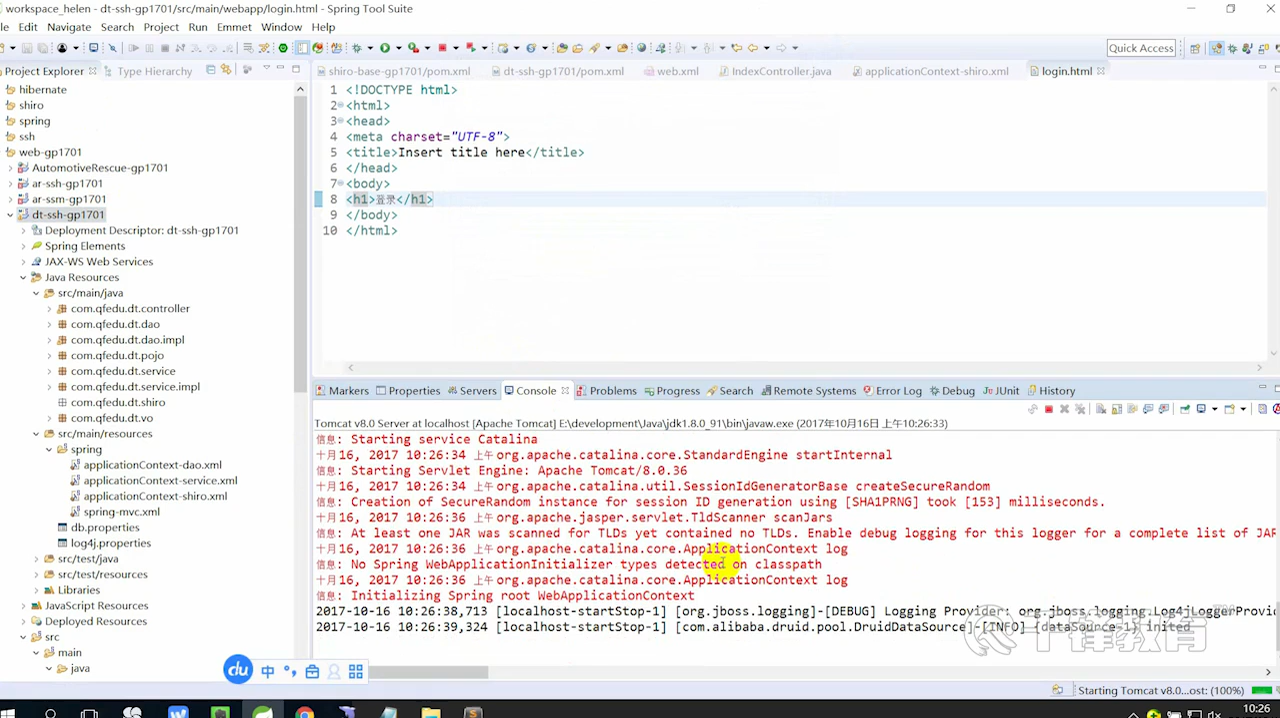 workspace_helen - dt-ssh-gp1701/src/main/webapp/login.html - Spring Tool Suite
Edit Navigate Search Project Run Emmet Window Help
Quick Access
Project Explorer Type Hierarchy
shiro-base-gp1701/pom.xml dt-ssh-gp1701/pom.xml web.xml IndexController.java applicationContext-shiro.xml login.html
hibernate
shiro
spring
ssh
web-gp1701
AutomotiveRescue-gp1701
ar-ssh-gp1701
ar-ssm-gp1701
dt-ssh-gp1701
Deployment Descriptor: dt-ssh-gp1701
Spring Elements
JAX-WS Web Services
Java Resources
src/main/java
com.qfedu.dt.controller
com.qfedu.dt.dao
com.qfedu.dt.dao.impl
com.qfedu.dt.pojo
com.qfedu.dt.service
com.qfedu.dt.service.impl
com.qfedu.dt.shiro
com.qfedu.dt.vo
src/main/resources
spring
applicationContext-dao.xml
applicationContext-service.xml
applicationContext-shiro.xml
spring-mvc.xml
db.properties
log4j.properties
src/test/java
src/test/resources
Libraries
JavaScript Resources
Deployed Resources
src
main
java
1 <!DOCTYPE html>
2 <html>
3 <head>
4 <meta charset="UTF-8">
5 <title>Insert title here</title>
6 </head>
7 <body>
8 <h1>登录</h1>
9 </body>
10 </html>
Markers Properties Servers Console Problems Progress Search Remote Systems Error Log Debug JUnit History
Tomcat v8.0 Server at localhost [Apache Tomcat] E:\development\Java\jdk1.8.0_91\bin\javaw.exe (2017年10月16日 上午10:26:33)
信息: Starting service Catalina
十月 16, 2017 10:26:34 上午 org.apache.catalina.core.StandardEngine startInternal
信息: Starting Servlet Engine: Apache Tomcat/8.0.36
十月 16, 2017 10:26:36 上午 org.apache.catalina.util.SessionIdGeneratorBase createSecureRandom
信息: Creation of SecureRandom instance for session ID generation using [SHA1PRNG] took [153] milliseconds.
十月 16, 2017 10:26:36 上午 org.apache.jasper.servlet.TldScanner scanJars
信息: At least one JAR was scanned for TLDs yet contained no TLDs. Enable debug logging for this logger for a complete list of JAR
十月 16, 2017 10:26:36 上午 org.apache.catalina.core.ApplicationContext log
信息: No Spring WebApplicationInitializer types detected on classpath
十月 16, 2017 10:26:36 上午 org.apache.catalina.core.ApplicationContext log
信息: Initializing Spring root WebApplicationContext
2017-10-16 10:26:38,713 [localhost-startStop-1] [org.jboss.logging]-[DEBUG] Logging Provider: org.jboss.logging.Log4jLoggerProvid
2017-10-16 10:26:39,324 [localhost-startStop-1] [com.alibaba.druid.pool.DruidDataSource]-[INFO] {dataSource-1} inited
千锋教育
du 中
Starting Tomcat v8.0...ost: (100%)
10:26